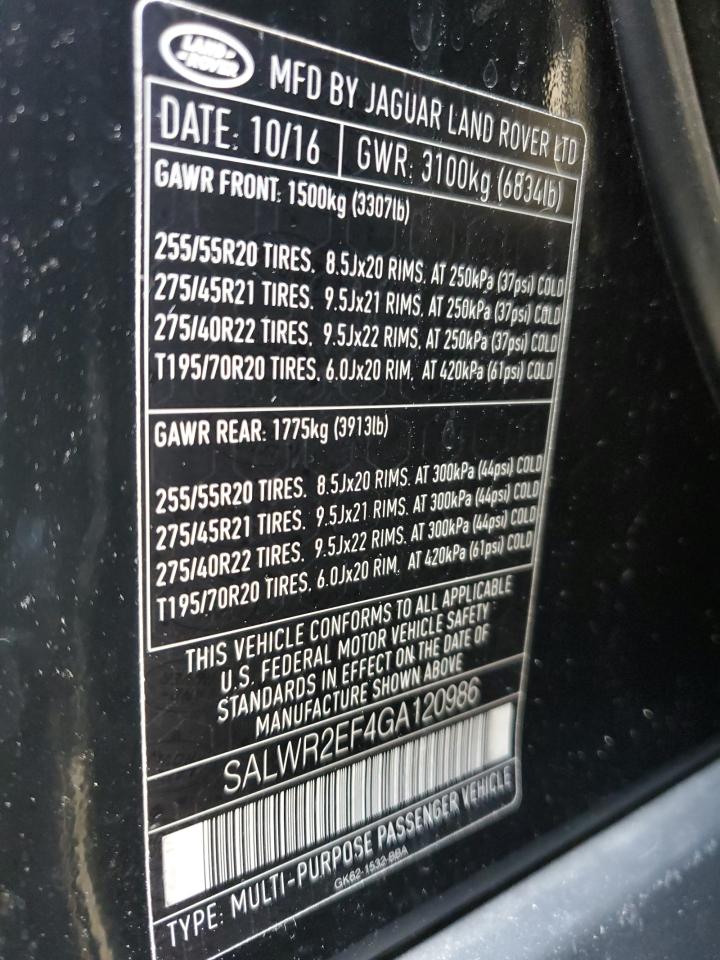 LAND ROVER
MFD BY JAGUAR LAND ROVER LTD
DATE: 10/16 GWR: 3100kg (6834lb)
GAWR FRONT: 1500kg (3307lb)
255/55R20 TIRES. 8.5Jx20 RIMS. AT 250kPa (37psi) COLD
275/45R21 TIRES. 9.5Jx21 RIMS. AT 250kPa (37psi) COLD
275/40R22 TIRES. 9.5Jx22 RIMS. AT 250kPa (37psi) COLD
T195/70R20 TIRES. 6.0Jx20 RIM. AT 420kPa (61psi) COLD
GAWR REAR: 1775kg (3913lb)
255/55R20 TIRES. 8.5Jx20 RIMS. AT 300kPa (44psi) COLD
275/45R21 TIRES. 9.5Jx21 RIMS. AT 300kPa (44psi) COLD
275/40R22 TIRES. 9.5Jx22 RIMS. AT 300kPa (44psi) COLD
T195/70R20 TIRES. 6.0Jx20 RIM. AT 420kPa (61psi) COLD
THIS VEHICLE CONFORMS TO ALL APPLICABLE
U.S. FEDERAL MOTOR VEHICLE SAFETY
STANDARDS IN EFFECT ON THE DATE OF
MANUFACTURE SHOWN ABOVE
SALWR2EF4GA120986
TYPE: MULTI-PURPOSE PASSENGER VEHICLE
GK62-1532-BBA